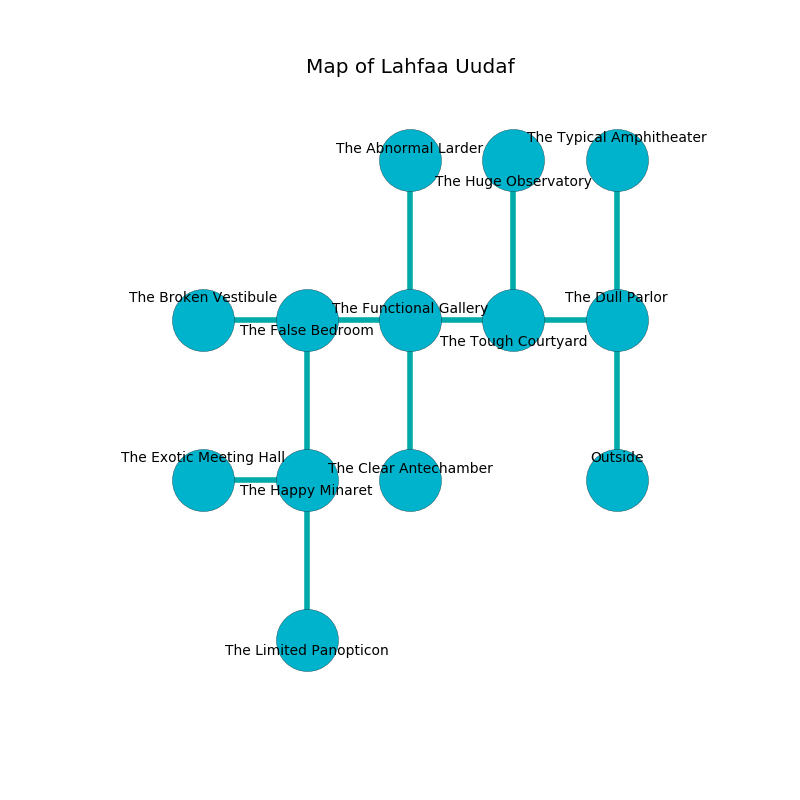 Map of Lahfaa Uudaf
The Typical Amphitheater
The Abnormal Larder
The Huge Observatory
The Broken Vestibule
The Dull Parlor
The Functional Gallery
The False Bedroom
The Tough Courtyard
The Exotic Meeting Hall
Outside
The Clear Antechamber
The Happy Minaret
The Limited Panopticon